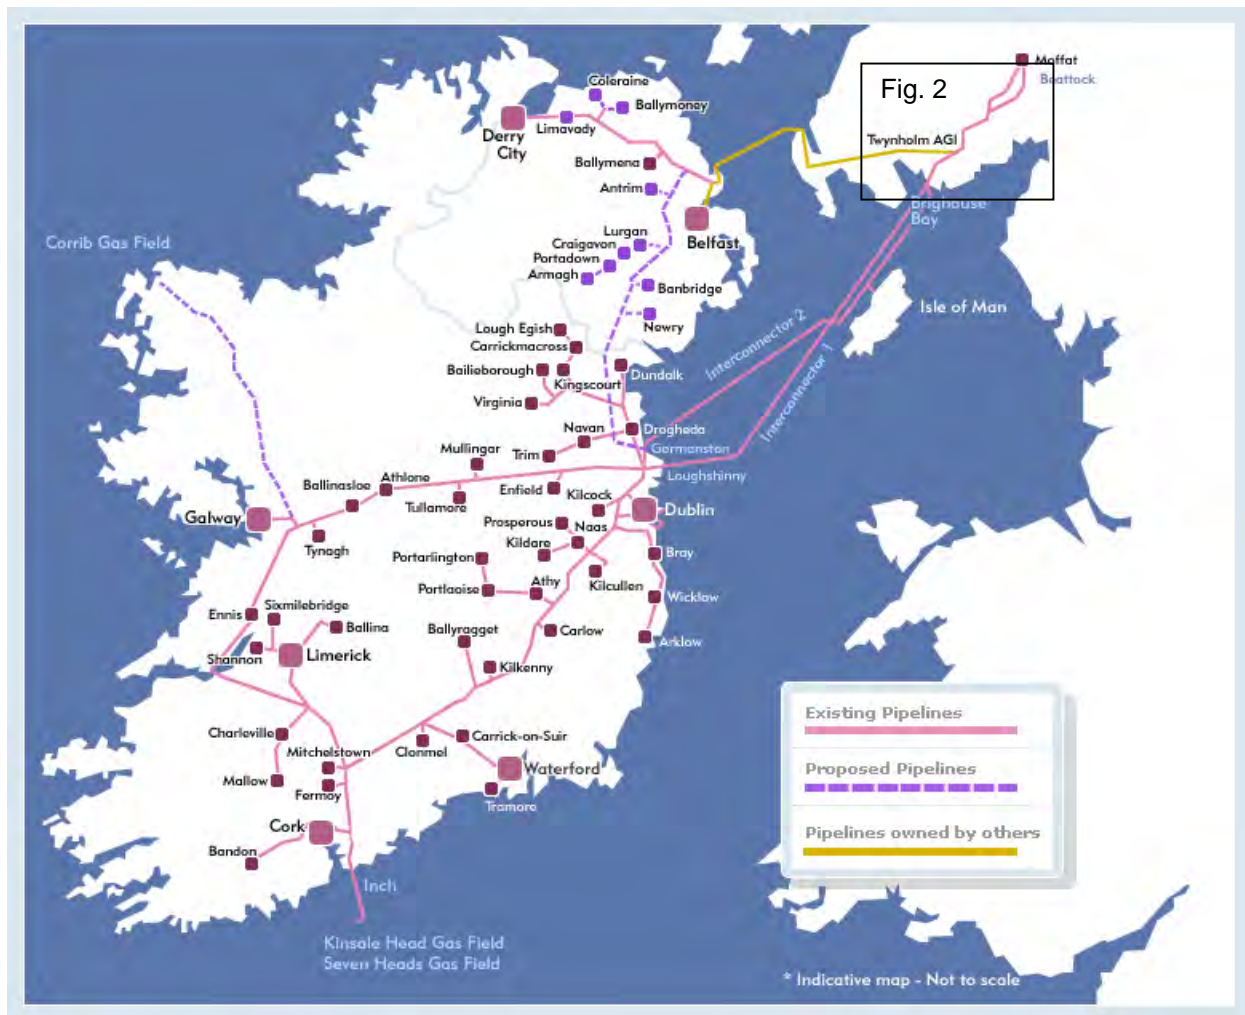 Moffat
Beattock
Fig. 2
Coleraine
Ballymoney
Limavady
Derry
City
Twynholm AGI
Ballymena
Antrim
Brighouse
Bay
Lurgan
Belfast
Corrib Gas Field
Craigavon
Portadown
Armagh
Banbridge
Isle of Man
Newry
Interconnector 2
Lough Egish
Carrickmacross
Interconnector 1
Bailieborough
Dundalk
Kingscourt
Virginia
Navan
Drogheda
Mullingar
Trim
Gormanston
Athlone
Loughshinny
Ballinasloe
Enfield
Kilcock
Tullamore
Dublin
Galway
Prosperous
Naas
Kildare
Tynagh
Portarlington
Bray
Athy
Kilcullen
Portlaoise
Wicklow
Sixmilebridge
Ennis
Ballina
Ballyragget
Carlow
Arklow
Shannon
Limerick
Kilkenny
Existing Pipelines
Charleville
Carrick-on-Suir
Mitchelstown
Clonmel
Waterford
Proposed Pipelines
Mallow
Fermoy
Tramore
Cork
Pipelines owned by others
Bandon
Inch
Kinsale Head Gas Field
Seven Heads Gas Field
* Indicative map - Not to scale